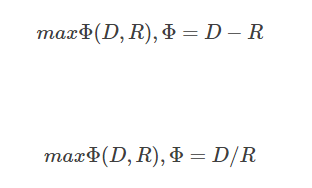 maxΦ(D, R), Φ = D − R
maxΦ(D, R), Φ = D/R